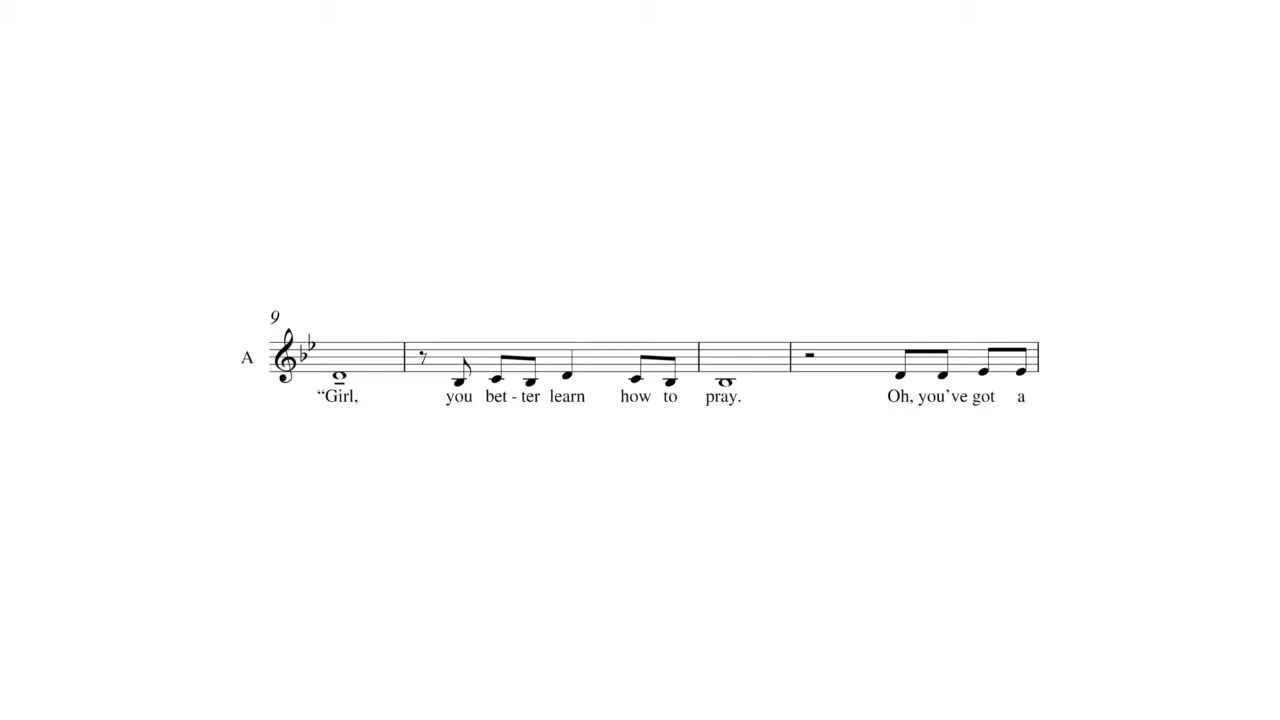 9
A
“Girl, you bet - ter learn how to pray. Oh, you’ve got a